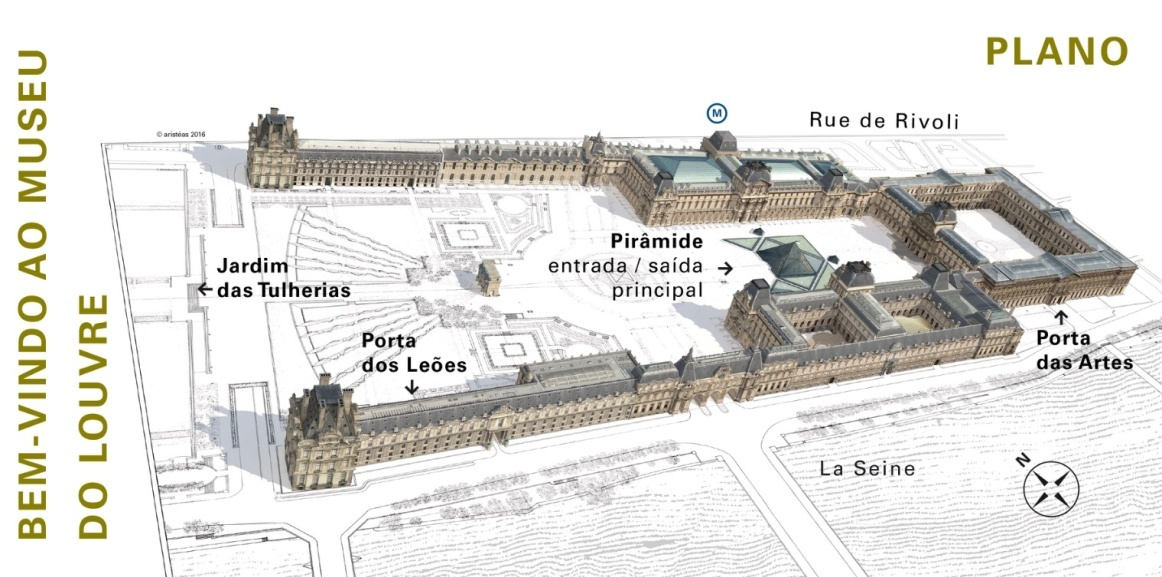 BEM-VINDO AO MUSEU
DO LOUVRE
PLANO
M
Rue de Rivoli
© aristéas 2016
Pirâmide
entrada / saída
principal
Jardim
das Tulherias
Porta
dos Leões
Porta
das Artes
La Seine
N